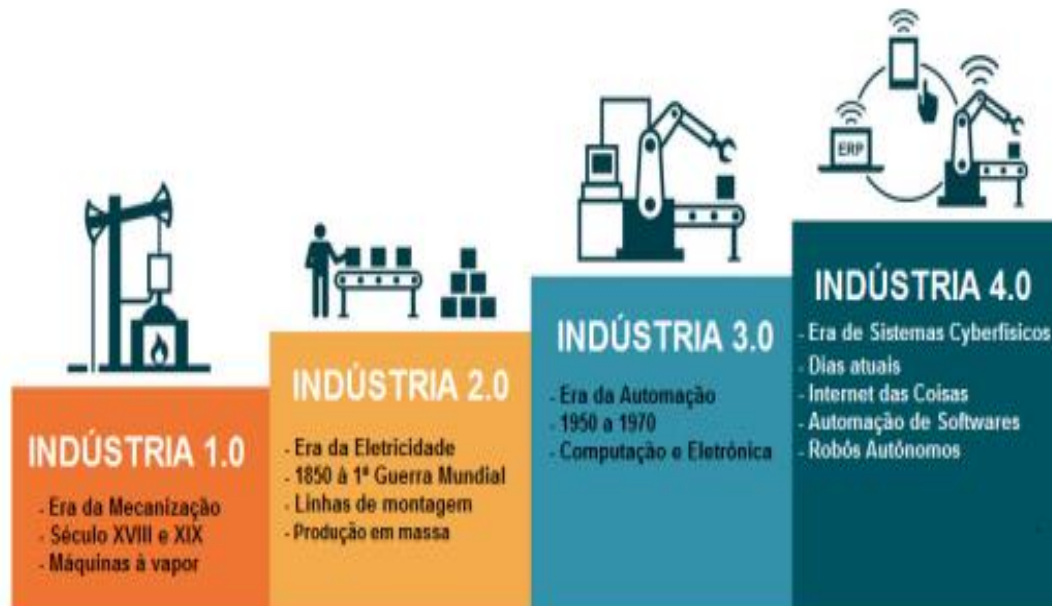 INDÚSTRIA 1.0
- Era da Mecanização
- Século XVIII e XIX
- Máquinas à vapor
INDÚSTRIA 2.0
- Era da Eletricidade
- 1850 à 1ª Guerra Mundial
- Linhas de montagem
- Produção em massa
INDÚSTRIA 3.0
- Era da Automação
- 1950 a 1970
- Computação e Eletrônica
ERP
INDÚSTRIA 4.0
- Era de Sistemas Cyberfisicos
- Dias atuais
- Internet das Coisas
- Automação de Softwares
- Robôs Autônomos